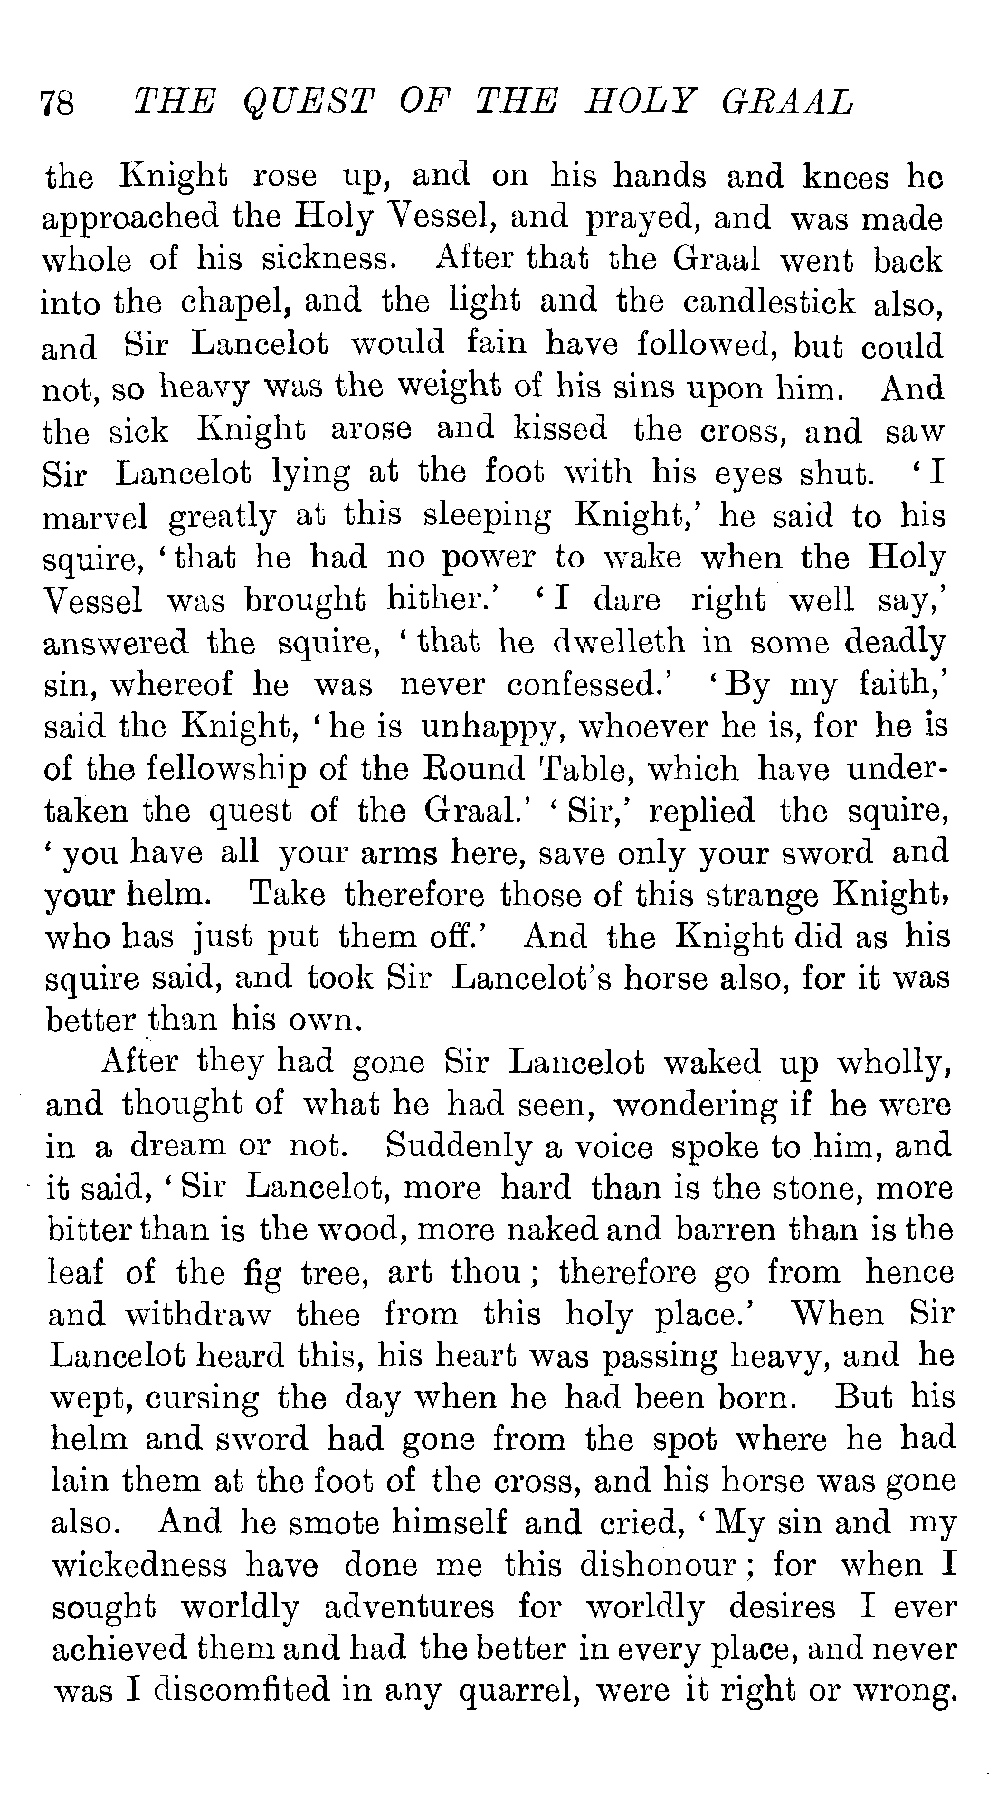 78 THE QUEST OF THE HOLY GRAAL
the Knight rose up, and on his hands and knees he
approached the Holy Vessel, and prayed, and was made
whole of his sickness. After that the Graal went back
into the chapel, and the light and the candlestick also,
and Sir Lancelot would fain have followed, but could
not, so heavy was the weight of his sins upon him. And
the sick Knight arose and kissed the cross, and saw
Sir Lancelot lying at the foot with his eyes shut. ‘I
marvel greatly at this sleeping Knight,’ he said to his
squire, ‘that he had no power to wake when the Holy
Vessel was brought hither.’ ‘I dare right well say,’
answered the squire, ‘that he dwelleth in some deadly
sin, whereof he was never confessed.’ ‘By my faith,’
said the Knight, ‘he is unhappy, whoever he is, for he is
of the fellowship of the Round Table, which have under-
taken the quest of the Graal.’ ‘Sir,’ replied the squire,
‘you have all your arms here, save only your sword and
your helm. Take therefore those of this strange Knight,
who has just put them off.’ And the Knight did as his
squire said, and took Sir Lancelot’s horse also, for it was
better than his own.
After they had gone Sir Lancelot waked up wholly,
and thought of what he had seen, wondering if he were
in a dream or not. Suddenly a voice spoke to him, and
it said, ‘Sir Lancelot, more hard than is the stone, more
bitter than is the wood, more naked and barren than is the
leaf of the fig tree, art thou; therefore go from hence
and withdraw thee from this holy place.’ When Sir
Lancelot heard this, his heart was passing heavy, and he
wept, cursing the day when he had been born. But his
helm and sword had gone from the spot where he had
lain them at the foot of the cross, and his horse was gone
also. And he smote himself and cried, ‘My sin and my
wickedness have done me this dishonour; for when I
sought worldly adventures for worldly desires I ever
achieved them and had the better in every place, and never
was I discomfited in any quarrel, were it right or wrong.